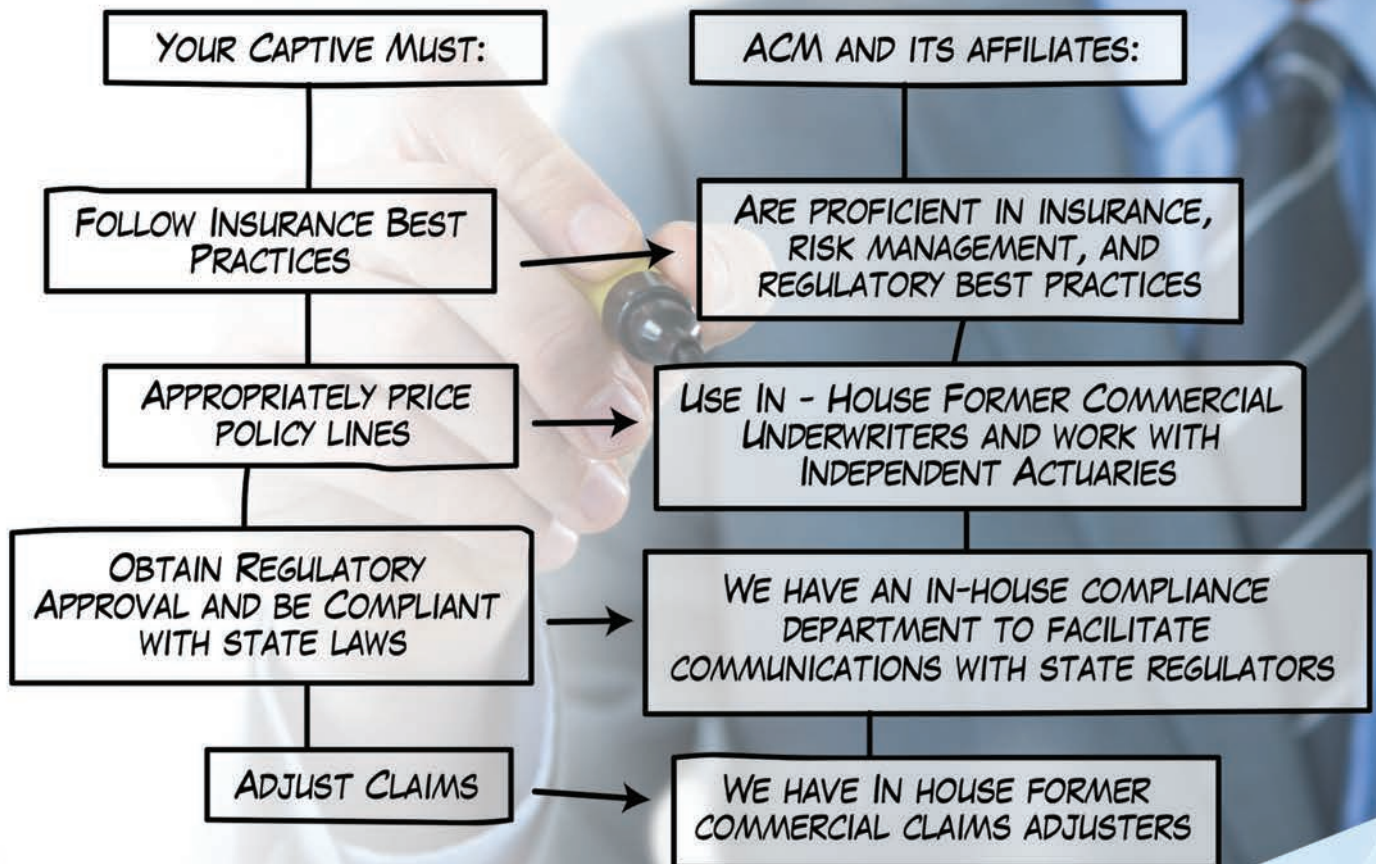 YOUR CAPTIVE MUST:
ACM AND ITS AFFILIATES:
FOLLOW INSURANCE BEST
PRACTICES
ARE PROFICIENT IN INSURANCE,
RISK MANAGEMENT, AND
REGULATORY BEST PRACTICES
APPROPRIATELY PRICE
POLICY LINES
USE IN - HOUSE FORMER COMMERCIAL
UNDERWRITERS AND WORK WITH
INDEPENDENT ACTUARIES
OBTAIN REGULATORY
APPROVAL AND BE COMPLIANT
WITH STATE LAWS
WE HAVE AN IN-HOUSE COMPLIANCE
DEPARTMENT TO FACILITATE
COMMUNICATIONS WITH STATE REGULATORS
ADJUST CLAIMS
WE HAVE IN HOUSE FORMER
COMMERCIAL CLAIMS ADJUSTERS